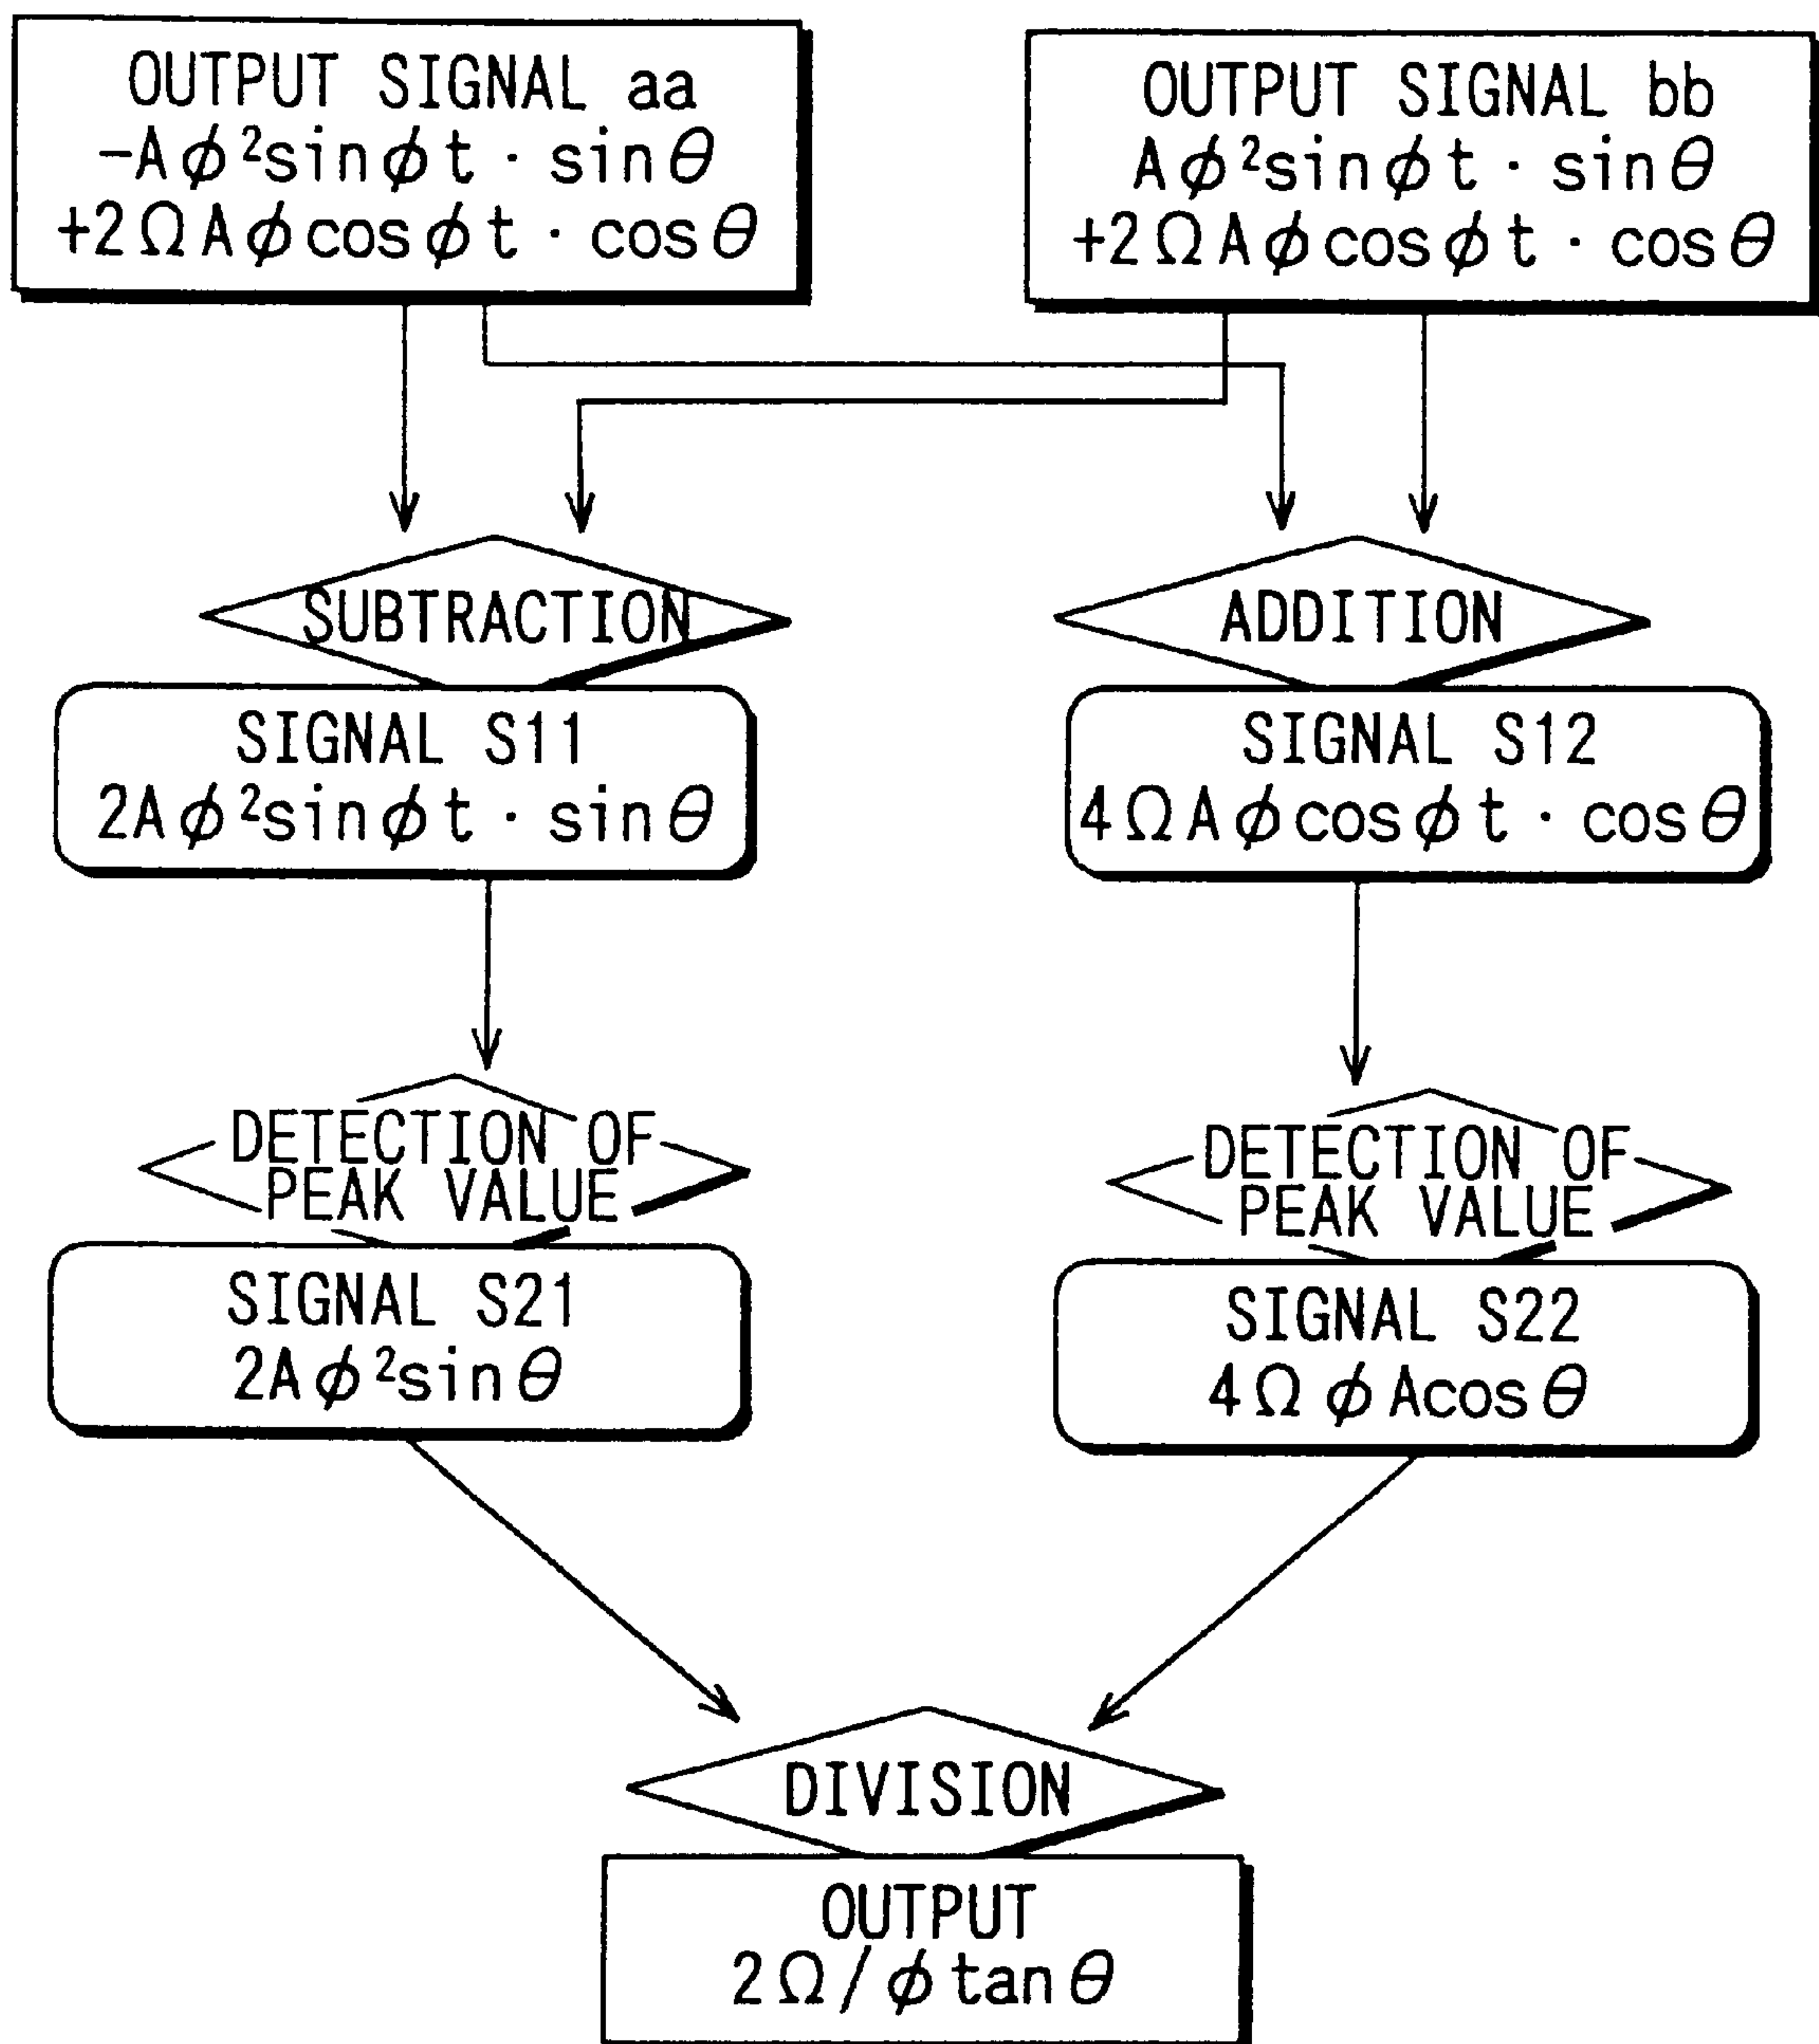 OUTPUT SIGNAL aa
−Aϕ²sinϕt・sinθ
+2ΩAϕcosϕt・cosθ
OUTPUT SIGNAL bb
Aϕ²sinϕt・sinθ
+2ΩAϕcosϕt・cosθ
SUBTRACTION
ADDITION
SIGNAL S11
2Aϕ²sinϕt・sinθ
SIGNAL S12
4ΩAϕcosϕt・cosθ
DETECTION OF
PEAK VALUE
DETECTION OF
PEAK VALUE
SIGNAL S21
2Aϕ²sinθ
SIGNAL S22
4ΩϕAcosθ
DIVISION
OUTPUT
2Ω/ϕtanθ